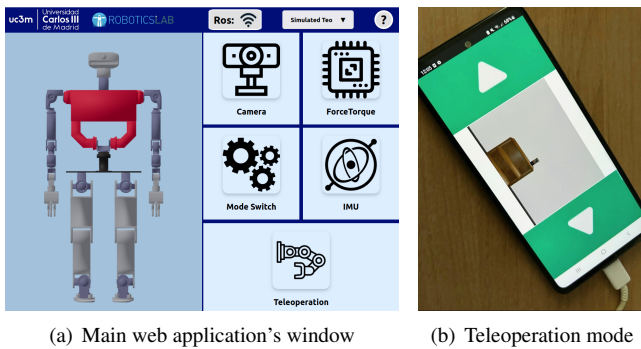 uc3m
Universidad
Carlos III
de Madrid
ROBOTICSLAB
Ros:
Simulated Teo ▼
?
Camera
ForceTorque
Mode Switch
IMU
Teleoperation
(a) Main web application's window
(b) Teleoperation mode